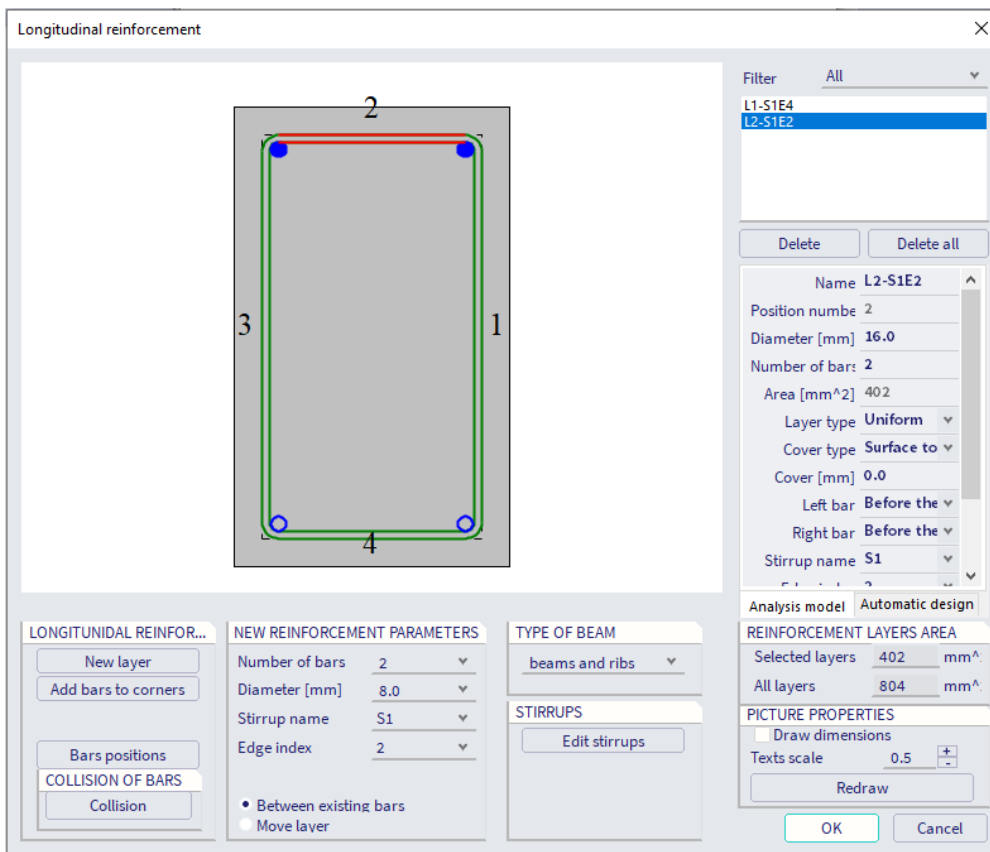 Longitudinal reinforcement
2
3
1
4
Filter All
L1-S1E4
L2-S1E2
Delete Delete all
Name L2-S1E2
Position numbe 2
Diameter [mm] 16.0
Number of bars 2
Area [mm^2] 402
Layer type Uniform
Cover type Surface to
Cover [mm] 0.0
Left bar Before the
Right bar Before the
Stirrup name S1
Analysis model Automatic design
LONGITUNIDAL REINFOR...
New layer
Add bars to corners
Bars positions
COLLISION OF BARS
Collision
NEW REINFORCEMENT PARAMETERS
Number of bars 2
Diameter [mm] 8.0
Stirrup name S1
Edge index 2
Between existing bars
Move layer
TYPE OF BEAM
beams and ribs
STIRRUPS
Edit stirrups
REINFORCEMENT LAYERS AREA
Selected layers 402 mm^
All layers 804 mm^
PICTURE PROPERTIES
Draw dimensions
Texts scale 0.5 + -
Redraw
OK Cancel